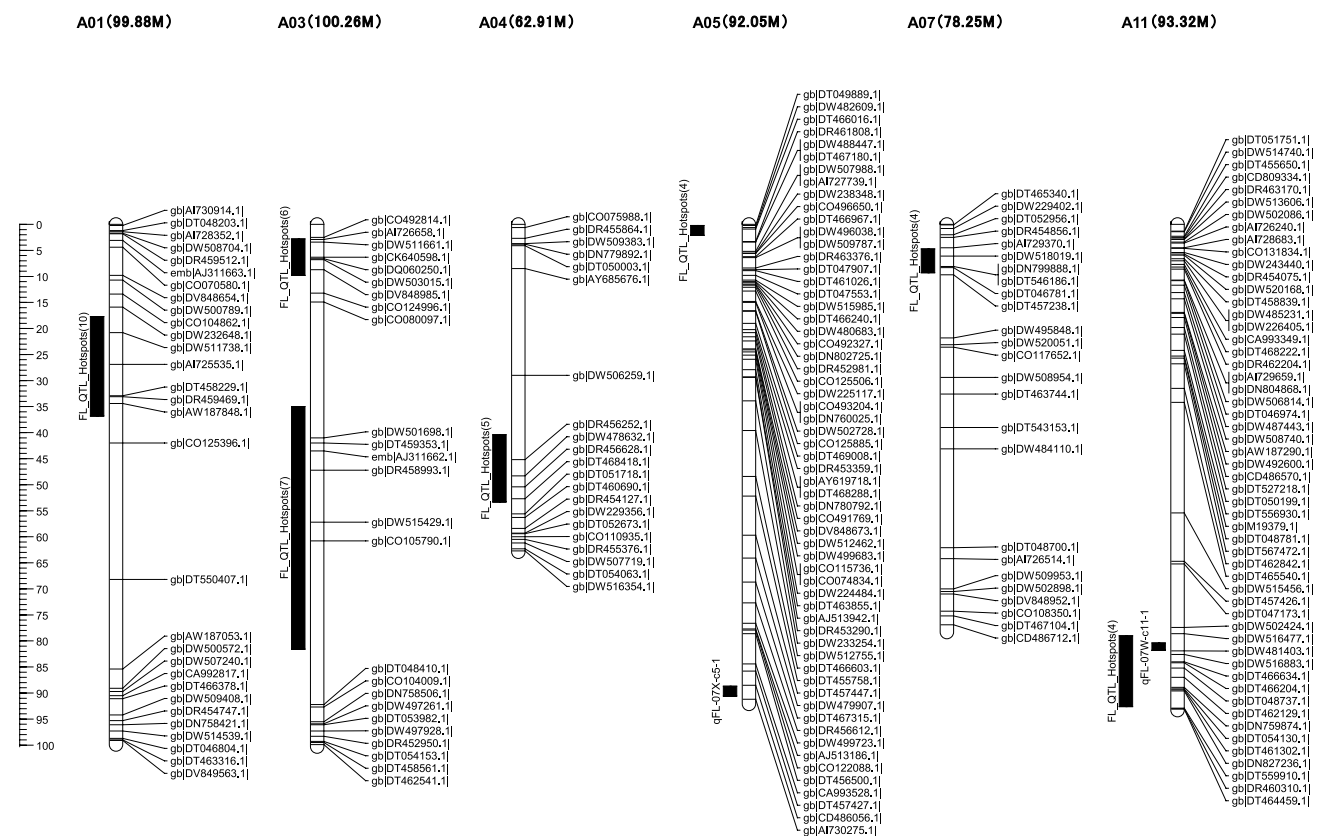 A01(99.88M)
A03(100.26M)
A04(62.91M)
A05(92.05M)
A07(78.25M)
A11(93.32M)
0
5
10
15
20
25
30
35
40
45
50
55
60
65
70
75
80
85
90
95
100
FL_QTL_Hotspots(10)
gb|AI730914.1|
gb|DT048203.1|
gb|AI728352.1|
gb|DW508704.1|
gb|DR459512.1|
emb|AJ311663.1|
gb|CO070580.1|
gb|DV848654.1|
gb|DW500789.1|
gb|CO104862.1|
gb|DW232648.1|
gb|DW511738.1|
gb|AI725535.1|
gb|DT458229.1|
gb|DR459469.1|
gb|AW187848.1|
gb|CO125396.1|
gb|DT550407.1|
gb|AW187053.1|
gb|DW500572.1|
gb|DW507240.1|
gb|CA992817.1|
gb|DT466378.1|
gb|DW509408.1|
gb|DR454747.1|
gb|DN758421.1|
gb|DW514539.1|
gb|DT046804.1|
gb|DT463316.1|
gb|DV849563.1|
FL_QTL_Hotspots(6)
FL_QTL_Hotspots(7)
gb|CO492814.1|
gb|AI726658.1|
gb|DW511661.1|
gb|CK640598.1|
gb|DQ060250.1|
gb|DW503015.1|
gb|DV848985.1|
gb|CO124996.1|
gb|CO080097.1|
gb|DW501698.1|
gb|DT459353.1|
emb|AJ311662.1|
gb|DR458993.1|
gb|DW515429.1|
gb|CO105790.1|
gb|DT048410.1|
gb|CO104009.1|
gb|DN758506.1|
gb|DW497261.1|
gb|DT053982.1|
gb|DW497928.1|
gb|DR452950.1|
gb|DT054153.1|
gb|DT458561.1|
gb|DT462541.1|
FL_QTL_Hotspots(5)
gb|CO075988.1|
gb|DR455864.1|
gb|DW509383.1|
gb|DN779892.1|
gb|DT050003.1|
gb|AY685676.1|
gb|DW506259.1|
gb|DR456252.1|
gb|DW478632.1|
gb|DR456628.1|
gb|DT468418.1|
gb|DT051718.1|
gb|DT460690.1|
gb|DR454127.1|
gb|DW229356.1|
gb|DT052673.1|
gb|CO110935.1|
gb|DR455376.1|
gb|DW507719.1|
gb|DT054063.1|
gb|DW516354.1|
FL_QTL_Hotspots(4)
qFL-07X-c5-1
gb|DT049889.1|
gb|DW482609.1|
gb|DT466016.1|
gb|DR461808.1|
gb|DW488447.1|
gb|DT467180.1|
gb|DW507988.1|
gb|AI727739.1|
gb|DW238348.1|
gb|CO496650.1|
gb|DT466967.1|
gb|DW496038.1|
gb|DW509787.1|
gb|DR463376.1|
gb|DT047907.1|
gb|DT461026.1|
gb|DT047553.1|
gb|DW515985.1|
gb|DT466240.1|
gb|DW480683.1|
gb|CO492327.1|
gb|DN802725.1|
gb|DR452981.1|
gb|CO125506.1|
gb|DW225117.1|
gb|CO493204.1|
gb|DN760025.1|
gb|DW502728.1|
gb|CO125885.1|
gb|DT469008.1|
gb|DR453359.1|
gb|AY619718.1|
gb|DT468288.1|
gb|DN780792.1|
gb|CO491769.1|
gb|DV848673.1|
gb|DW512462.1|
gb|DW499683.1|
gb|CO115736.1|
gb|CO074834.1|
gb|DW224484.1|
gb|DT463855.1|
gb|AJ513942.1|
gb|DR453290.1|
gb|DW233254.1|
gb|DW512755.1|
gb|DT466603.1|
gb|DT455758.1|
gb|DT457447.1|
gb|DW479907.1|
gb|DT467315.1|
gb|DR456612.1|
gb|DW499723.1|
gb|AJ513186.1|
gb|CO122088.1|
gb|DT456500.1|
gb|CA993528.1|
gb|DT457427.1|
gb|CD486056.1|
gb|AI730275.1|
FL_QTL_Hotspots(4)
gb|DT465340.1|
gb|DW229402.1|
gb|DT052956.1|
gb|DR454856.1|
gb|AI729370.1|
gb|DW518019.1|
gb|DN799888.1|
gb|DT546186.1|
gb|DT046781.1|
gb|DT457238.1|
gb|DW495848.1|
gb|DW520051.1|
gb|CO117652.1|
gb|DW508954.1|
gb|DT463744.1|
gb|DT543153.1|
gb|DW484110.1|
gb|DT048700.1|
gb|AI726514.1|
gb|DW509953.1|
gb|DW502898.1|
gb|DV848952.1|
gb|CO108350.1|
gb|DT467104.1|
gb|CD486712.1|
FL_QTL_Hotspots(4)
qFL-07W-c11-1
gb|DT051751.1|
gb|DW514740.1|
gb|DT455650.1|
gb|CD809334.1|
gb|DR463170.1|
gb|DW513606.1|
gb|DW502086.1|
gb|AI726240.1|
gb|AI728683.1|
gb|CO131834.1|
gb|DW243440.1|
gb|DR454075.1|
gb|DW520168.1|
gb|DT458839.1|
gb|DW485231.1|
gb|DW226405.1|
gb|CA993349.1|
gb|DT468222.1|
gb|DR462204.1|
gb|AI729659.1|
gb|DN804868.1|
gb|DW506814.1|
gb|DT046974.1|
gb|DW487443.1|
gb|DW508740.1|
gb|AW187290.1|
gb|DW492600.1|
gb|CD486570.1|
gb|DT527218.1|
gb|DT050199.1|
gb|DT556930.1|
gb|M19379.1|
gb|DT048781.1|
gb|DT567472.1|
gb|DT462842.1|
gb|DT465540.1|
gb|DW515456.1|
gb|DT457426.1|
gb|DT047173.1|
gb|DW502424.1|
gb|DW516477.1|
gb|DW481403.1|
gb|DW516883.1|
gb|DT466634.1|
gb|DT466204.1|
gb|DT048737.1|
gb|DT462129.1|
gb|DN759874.1|
gb|DT054130.1|
gb|DT461302.1|
gb|DN827236.1|
gb|DT559910.1|
gb|DR460310.1|
gb|DT464459.1|